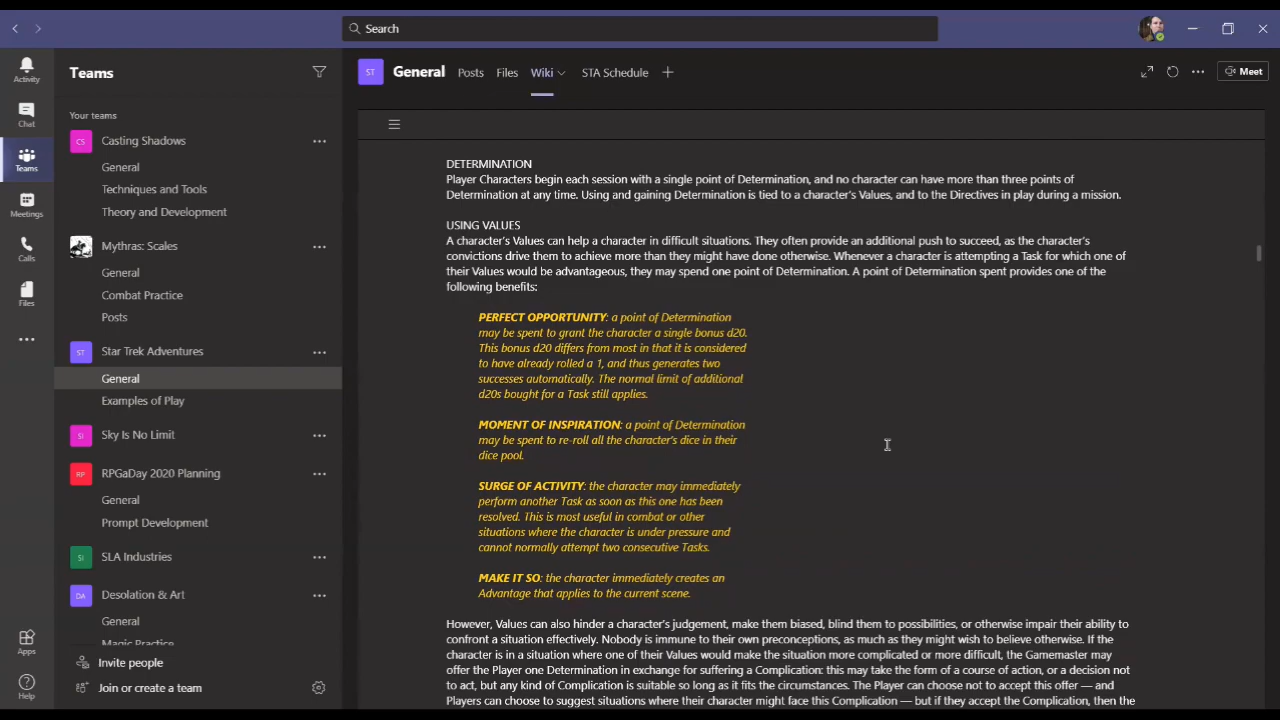 Search
Activity
Chat
Teams
Meetings
Calls
Files
Apps
Help
Teams
Your teams
CS Casting Shadows
General
Techniques and Tools
Theory and Development
Mythras: Scales
General
Combat Practice
Posts
ST Star Trek Adventures
General
Examples of Play
SI Sky Is No Limit
RP RPGaDay 2020 Planning
General
Prompt Development
SI SLA Industries
DA Desolation & Art
General
Magic Practice
Invite people
Join or create a team
ST General Posts Files Wiki STA Schedule
Meet
DETERMINATION
Player Characters begin each session with a single point of Determination, and no character can have more than three points of
Determination at any time. Using and gaining Determination is tied to a character's Values, and to the Directives in play during a mission.
USING VALUES
A character's Values can help a character in difficult situations. They often provide an additional push to succeed, as the character's
convictions drive them to achieve more than they might have done otherwise. Whenever a character is attempting a Task for which one of
their Values would be advantageous, they may spend one point of Determination. A point of Determination spent provides one of the
following benefits:
PERFECT OPPORTUNITY: a point of Determination
may be spent to grant the character a single bonus d20.
This bonus d20 differs from most in that it is considered
to have already rolled a 1, and thus generates two
successes automatically. The normal limit of additional
d20s bought for a Task still applies.
MOMENT OF INSPIRATION: a point of Determination
may be spent to re-roll all the character's dice in their
dice pool.
SURGE OF ACTIVITY: the character may immediately
perform another Task as soon as this one has been
resolved. This is most useful in combat or other
situations where the character is under pressure and
cannot normally attempt two consecutive Tasks.
MAKE IT SO: the character immediately creates an
Advantage that applies to the current scene.
However, Values can also hinder a character's judgement, make them biased, blind them to possibilities, or otherwise impair their ability to
confront a situation effectively. Nobody is immune to their own preconceptions, as much as they might wish to believe otherwise. If the
character is in a situation where one of their Values would make the situation more complicated or more difficult, the Gamemaster may
offer the Player one Determination in exchange for suffering a Complication: this may take the form of a course of action, or a decision not
to act, but any kind of Complication is suitable so long as it fits the circumstances. The Player can choose not to accept this offer — and
Players can choose to suggest situations where their character might face this Complication — but if they accept the Complication, then the